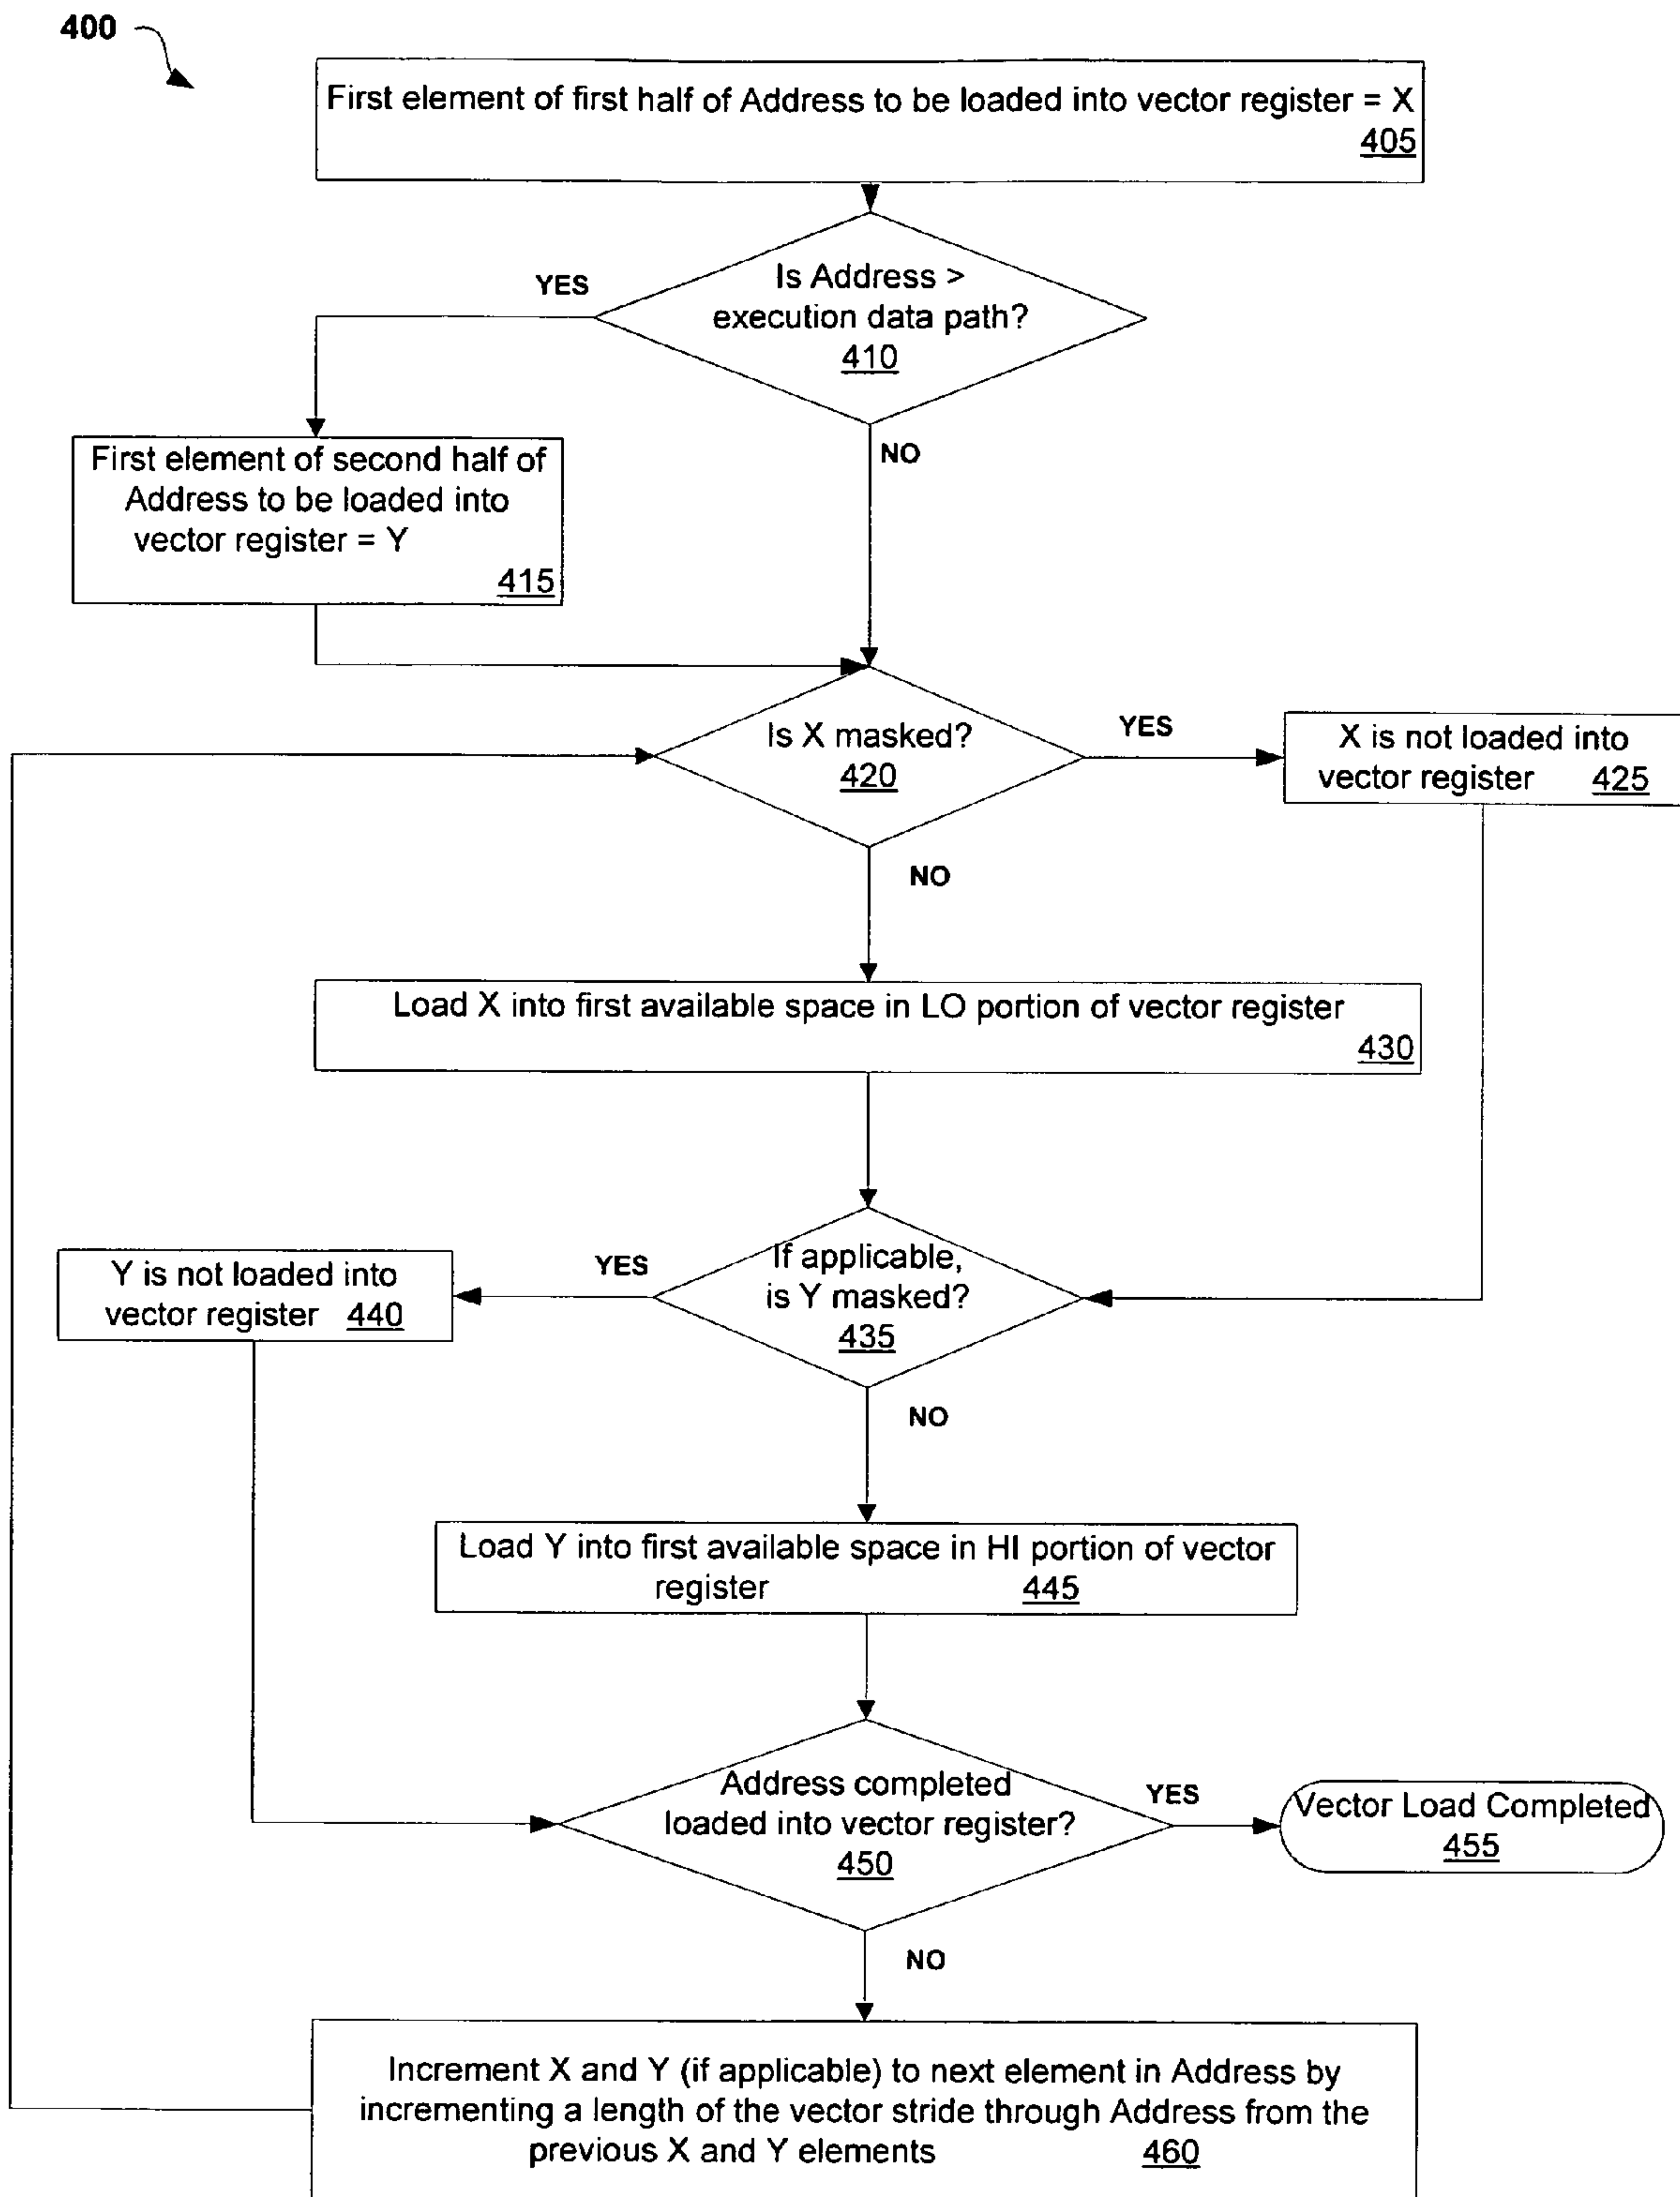 400
First element of first half of Address to be loaded into vector register = X
405
Is Address >
execution data path?
410
YES
NO
First element of second half of
Address to be loaded into
vector register = Y
415
Is X masked?
420
YES
X is not loaded into
vector register 425
NO
Load X into first available space in LO portion of vector register
430
If applicable,
is Y masked?
435
YES
Y is not loaded into
vector register 440
NO
Load Y into first available space in HI portion of vector
register 445
Address completed
loaded into vector register?
450
YES
Vector Load Completed
455
NO
Increment X and Y (if applicable) to next element in Address by
incrementing a length of the vector stride through Address from the
previous X and Y elements 460